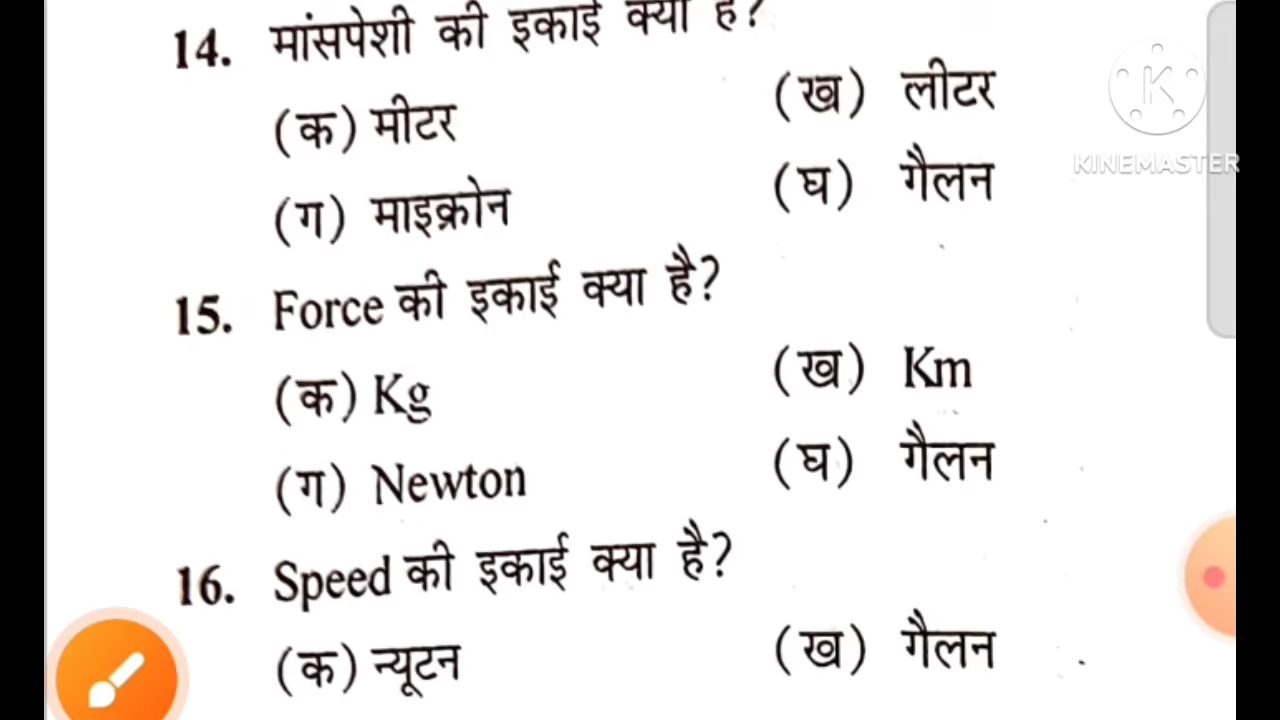 14. मांसपेशी की इकाई क्या है?
(क) मीटर (ख) लीटर
(ग) माइक्रोन (घ) गैलन
15. Force की इकाई क्या है?
(क) Kg (ख) Km
(ग) Newton (घ) गैलन
16. Speed की इकाई क्या है?
(क) न्यूटन (ख) गैलन
K
KINEMASTER